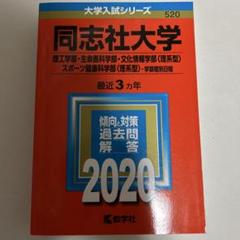 大学入試シリーズ
520
同志社大学
理工学部・生命医科学部・文化情報学部〈理系型〉
スポーツ健康科学部〈理系型〉-学部個別日程
最近3カ年
傾向と対策
過去問
解答
2020
教学社